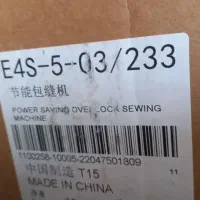 E4S-5-03/233
节能包缝机
POWER SAVING OVERLOCK SEWING
MACHINE
1100258-10005-22047501809
中国制造 T15
11
MADE IN CHINA